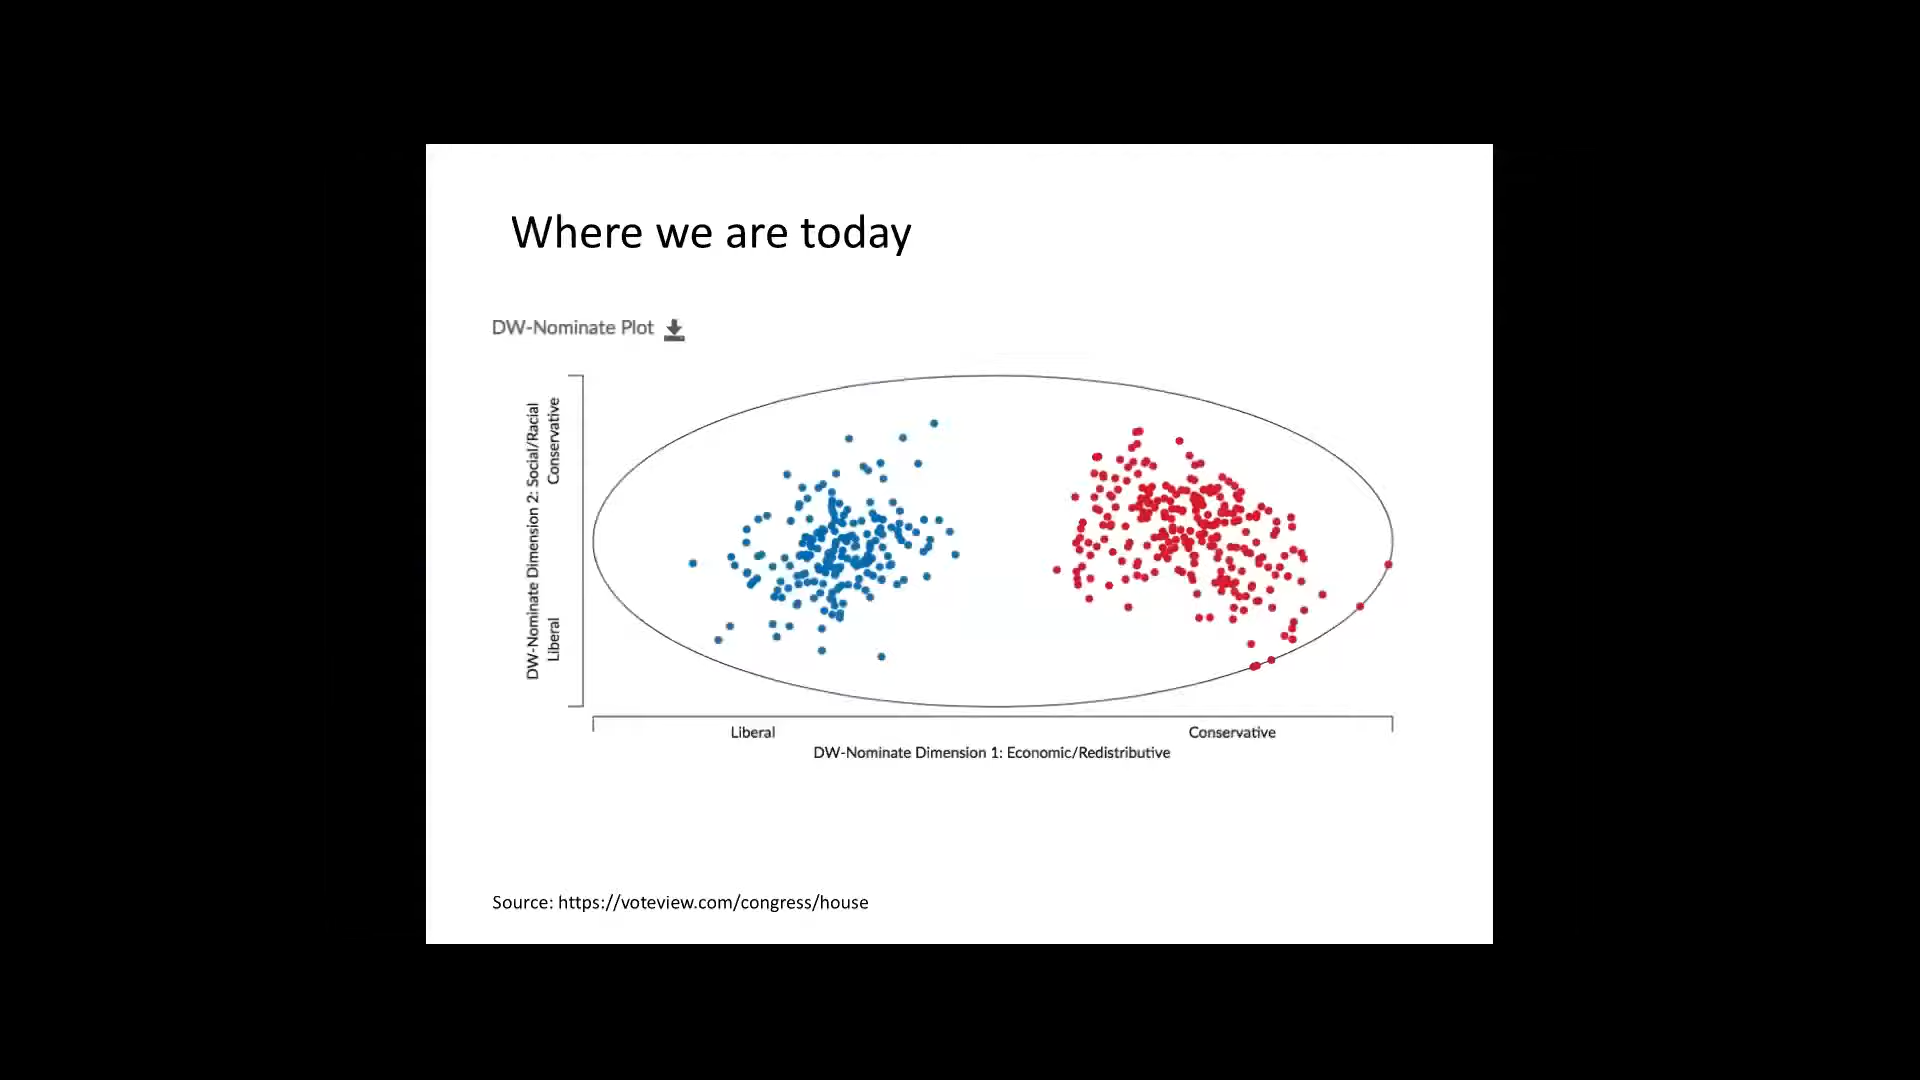 Where we are today
DW-Nominate Plot
DW-Nominate Dimension 2: Social/Racial
Liberal
Conservative
Liberal
Conservative
DW-Nominate Dimension 1: Economic/Redistributive
Source: https://voteview.com/congress/house